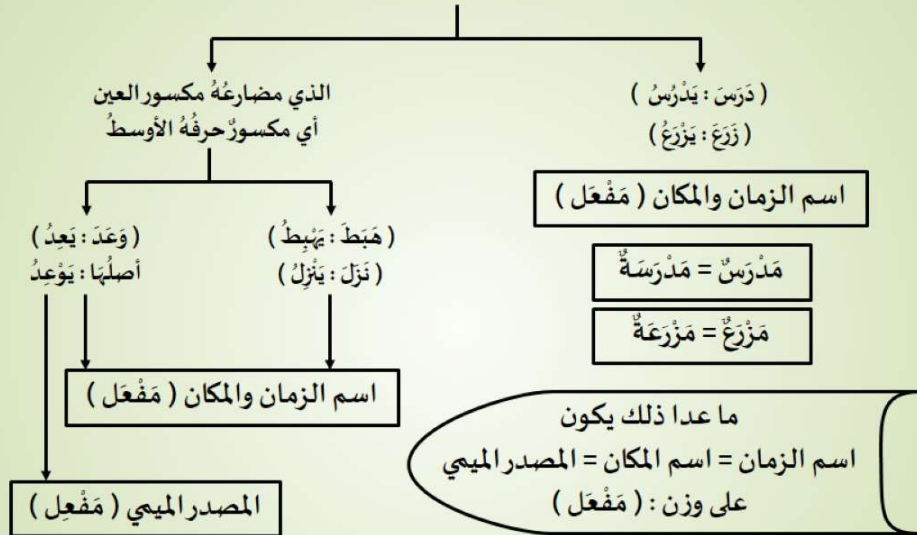 ( دَرَسَ : يَدْرُسُ )
( زَرَعَ : يَزْرَعُ )
اسم الزمان والمكان ( مَفْعَل )
مَدْرَسٌ = مَدْرَسَةٌ
مَزْرَعٌ = مَزْرَعَةٌ
ما عدا ذلك يكون
اسم الزمان = اسم المكان = المصدر الميمي
على وزن : ( مَفْعَل )
الذي مضارعُهُ مكسور العين
أي مكسورٌ حرفُهُ الأوسطُ
( هَبَطَ : يَهْبِطُ )
( نَزَلَ : يَنْزِلُ )
( وَعَدَ : يَعِدُ )
أصلُهَا : يَوْعِدُ
اسم الزمان والمكان ( مَفْعَل )
المصدر الميمي ( مَفْعِل )